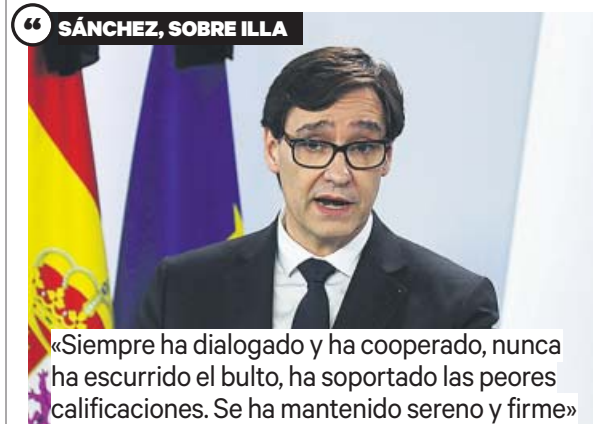 “ SÁNCHEZ, SOBRE ILLA
«Siempre ha dialogado y ha cooperado, nunca
ha escurrido el bulto, ha soportado las peores
calificaciones. Se ha mantenido sereno y firme»